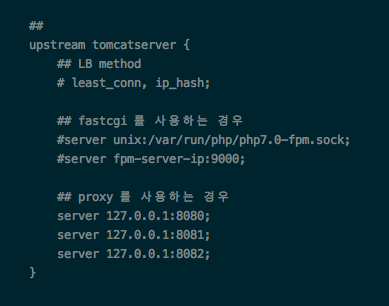 ##
upstream tomcatserver {
    ## LB method
    # least_conn, ip_hash;

    ## fastcgi 를 사용하는 경우
    #server unix:/var/run/php/php7.0-fpm.sock;
    #server fpm-server-ip:9000;

    ## proxy 를 사용하는 경우
    server 127.0.0.1:8080;
    server 127.0.0.1:8081;
    server 127.0.0.1:8082;
}